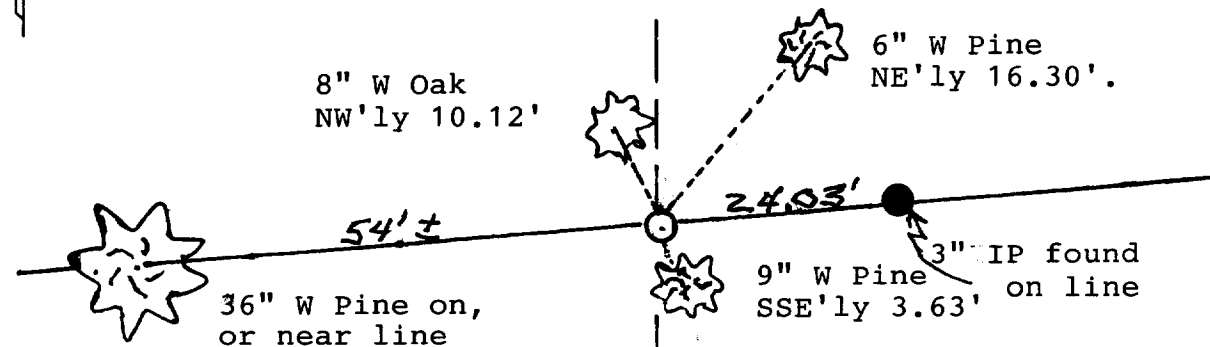 8" W Oak
NW'ly 10.12'
6" W Pine
NE'ly 16.30'.
54' ±
24.03'
36" W Pine on,
or near line
9" W Pine
SSE'ly 3.63'
3" IP found
on line